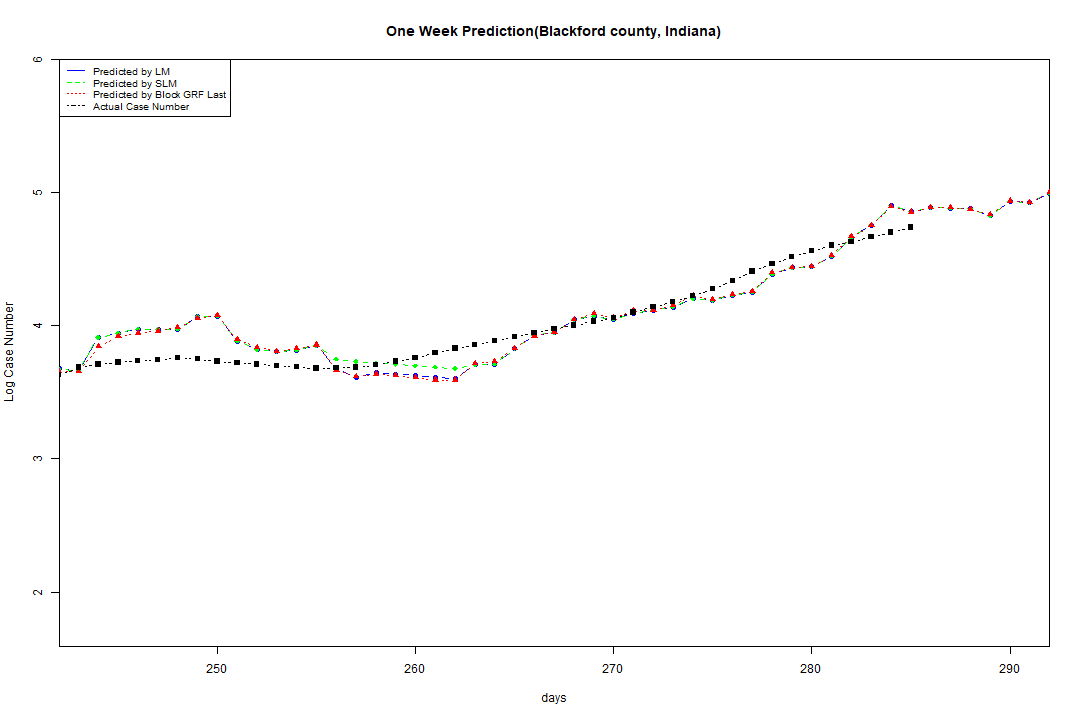 One Week Prediction(Blackford county, Indiana)
6
Predicted by LM
Predicted by SLM
Predicted by Block GRF Last
Actual Case Number
5
4
3
2
Log Case Number
250 260 270 280 290
days